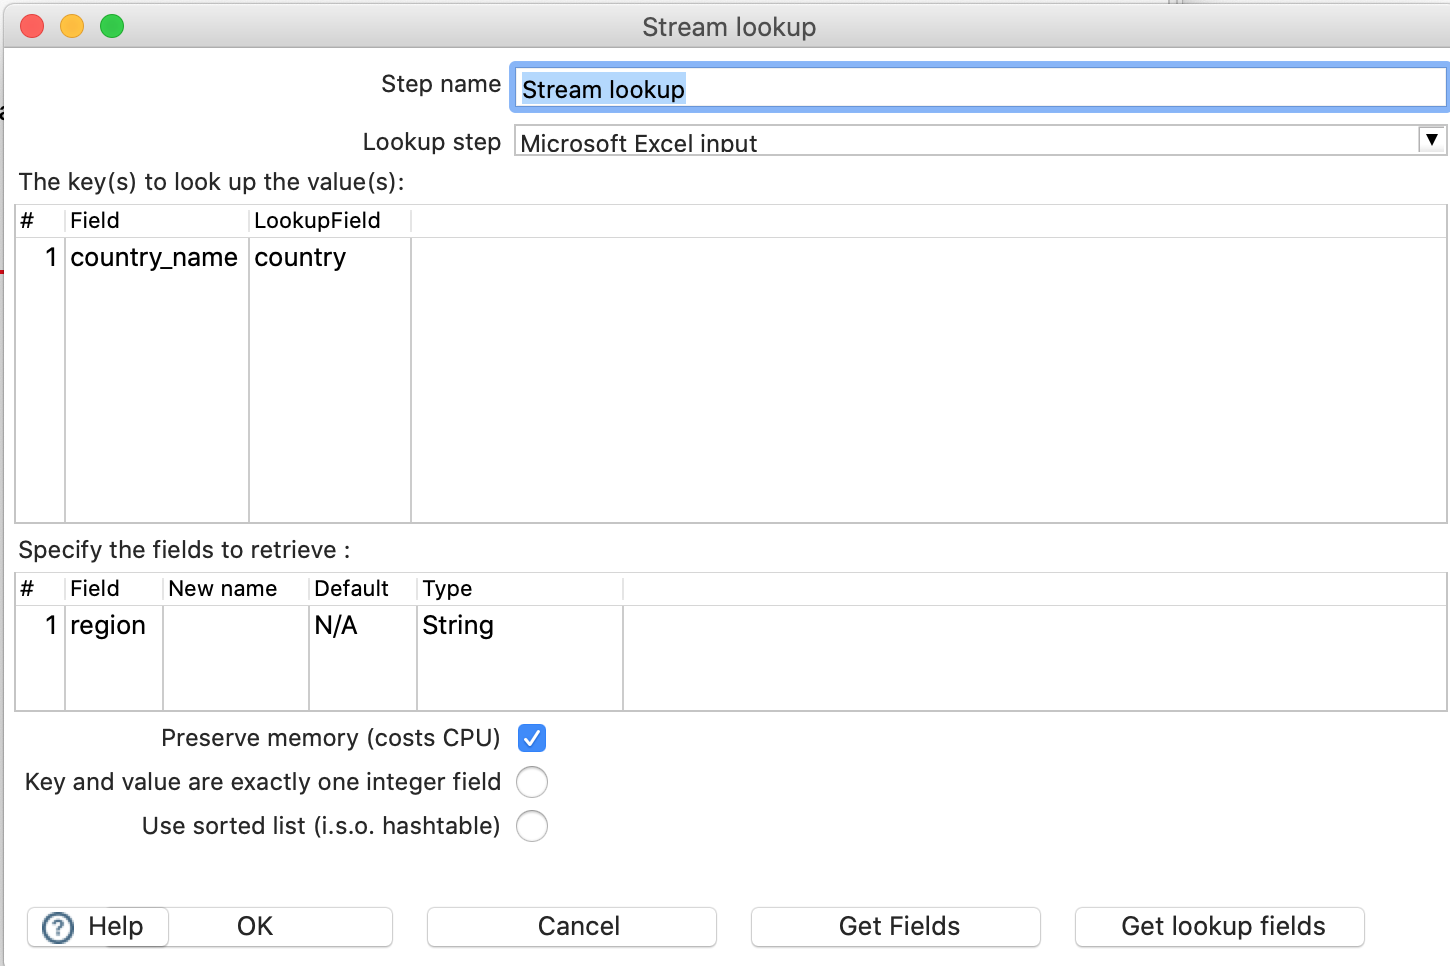 Stream lookup
Step name Stream lookup
Lookup step Microsoft Excel input
The key(s) to look up the value(s):
# Field LookupField
1 country_name country
Specify the fields to retrieve :
# Field New name Default Type
1 region N/A String
Preserve memory (costs CPU)
Key and value are exactly one integer field
Use sorted list (i.s.o. hashtable)
? Help OK Cancel Get Fields Get lookup fields